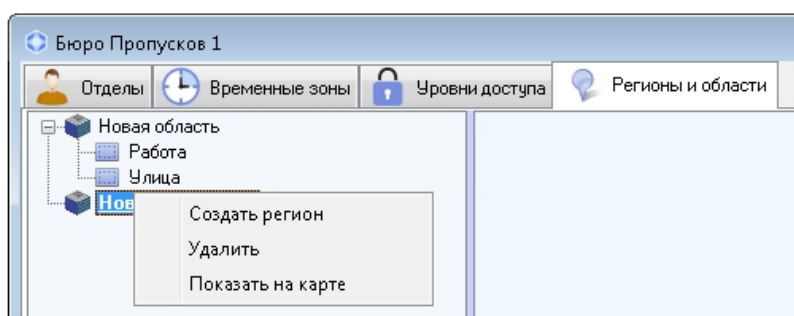 Бюро Пропусков 1
Отделы Временные зоны Уровни доступа Регионы и области
Новая область
Работа
Улица
Нов
Создать регион
Удалить
Показать на карте